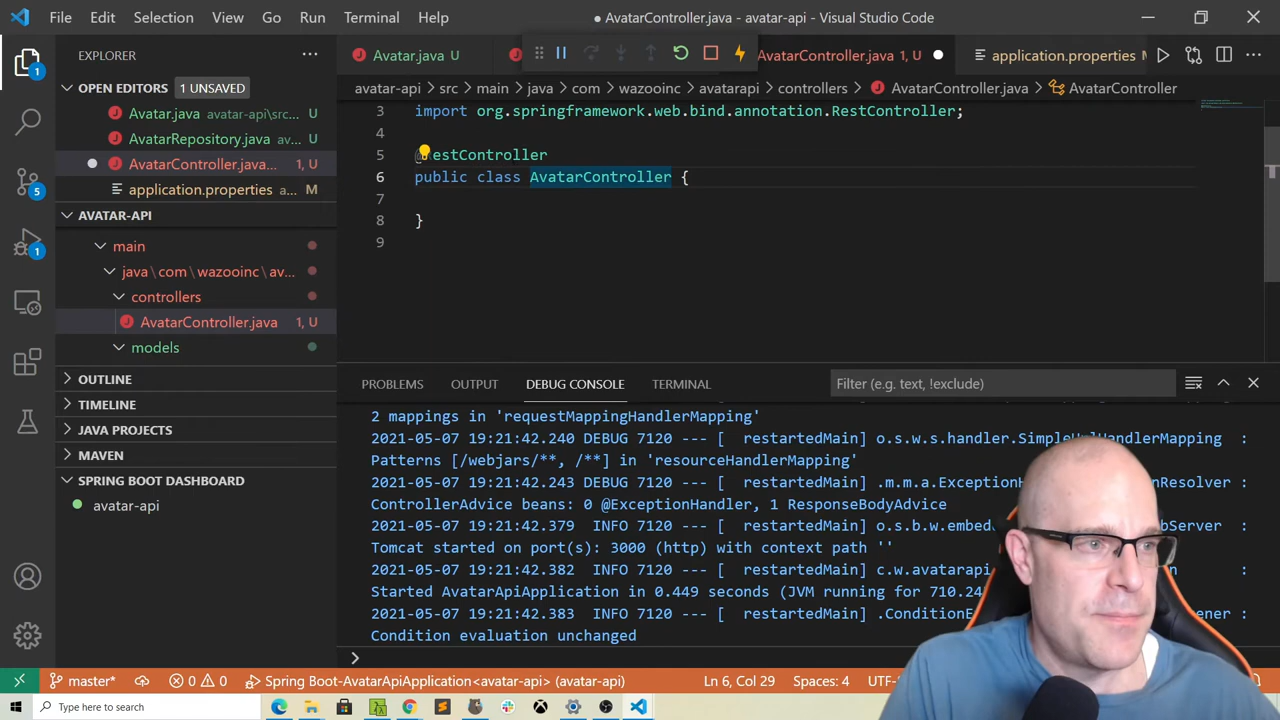 File Edit Selection View Go Run Terminal Help
● AvatarController.java - avatar-api - Visual Studio Code
EXPLORER
Avatar.java U
AvatarController.java 1, U
application.properties M
avatar-api > src > main > java > com > wazooinc > avatarapi > controllers > AvatarController.java > AvatarController
OPEN EDITORS 1 UNSAVED
Avatar.java avatar-api\src... U
AvatarRepository.java av... U
AvatarController.java... 1, U
application.properties a... M
AVATAR-API
main
java\com\wazooinc\av...
controllers
AvatarController.java 1, U
models
OUTLINE
TIMELINE
JAVA PROJECTS
MAVEN
SPRING BOOT DASHBOARD
avatar-api
1
5
1
3 import org.springframework.web.bind.annotation.RestController;
4
5 @RestController
6 public class AvatarController {
7
8 }
9
PROBLEMS OUTPUT DEBUG CONSOLE TERMINAL
Filter (e.g. text, !exclude)
2 mappings in 'requestMappingHandlerMapping'
2021-05-07 19:21:42.240 DEBUG 7120 --- [ restartedMain] o.s.w.s.handler.SimpleUrlHandlerMapping :
Patterns [/webjars/**, /**] in 'resourceHandlerMapping'
2021-05-07 19:21:42.243 DEBUG 7120 --- [ restartedMain] .m.m.a.ExceptionHandlerExceptionResolver :
ControllerAdvice beans: 0 @ExceptionHandler, 1 ResponseBodyAdvice
2021-05-07 19:21:42.379 INFO 7120 --- [ restartedMain] o.s.b.w.embe Server :
Tomcat started on port(s): 3000 (http) with context path ''
2021-05-07 19:21:42.382 INFO 7120 --- [ restartedMain] c.w.avatarapi :
Started AvatarApiApplication in 0.449 seconds (JVM running for 710.24
2021-05-07 19:21:42.383 INFO 7120 --- [ restartedMain] .ConditionE ener :
Condition evaluation unchanged
>
master* 0 0 Spring Boot-AvatarApiApplication<avatar-api> (avatar-api) Ln 6, Col 29 Spaces: 4
Type here to search